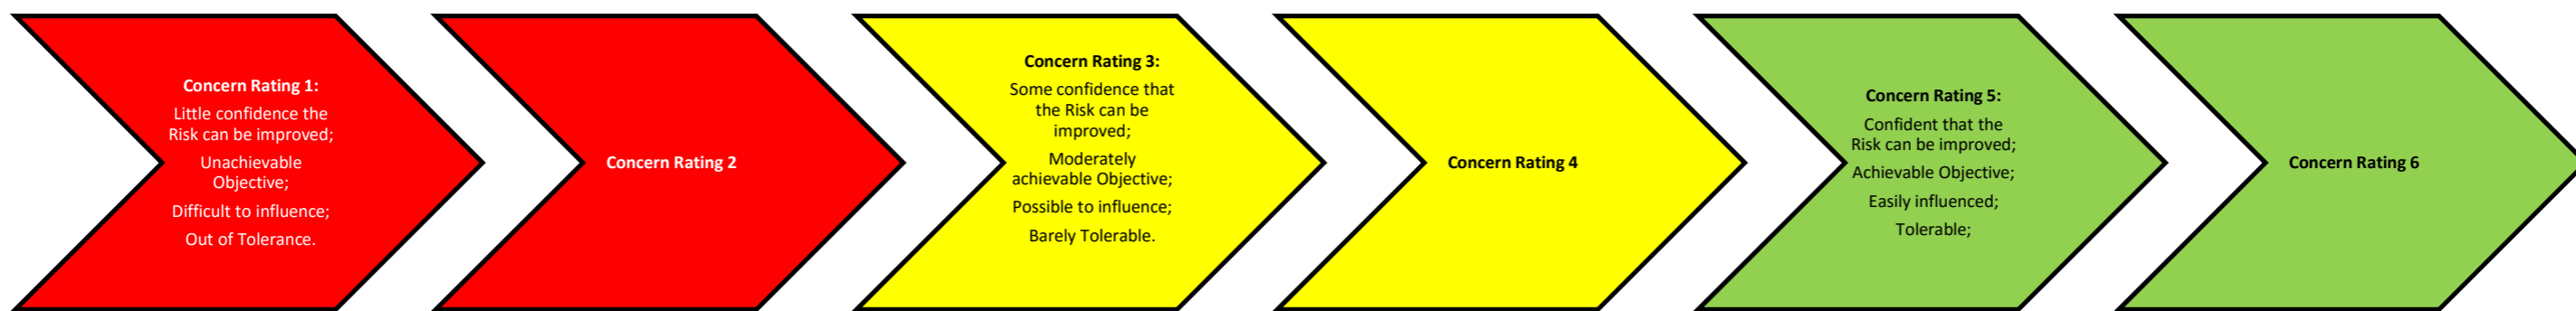 Concern Rating 1:
Little confidence the
Risk can be improved;
Unachievable
Objective;
Difficult to influence;
Out of Tolerance.
Concern Rating 2
Concern Rating 3:
Some confidence that
the Risk can be
improved;
Moderately
achievable Objective;
Possible to influence;
Barely Tolerable.
Concern Rating 4
Concern Rating 5:
Confident that the
Risk can be improved;
Achievable Objective;
Easily influenced;
Tolerable;
Concern Rating 6